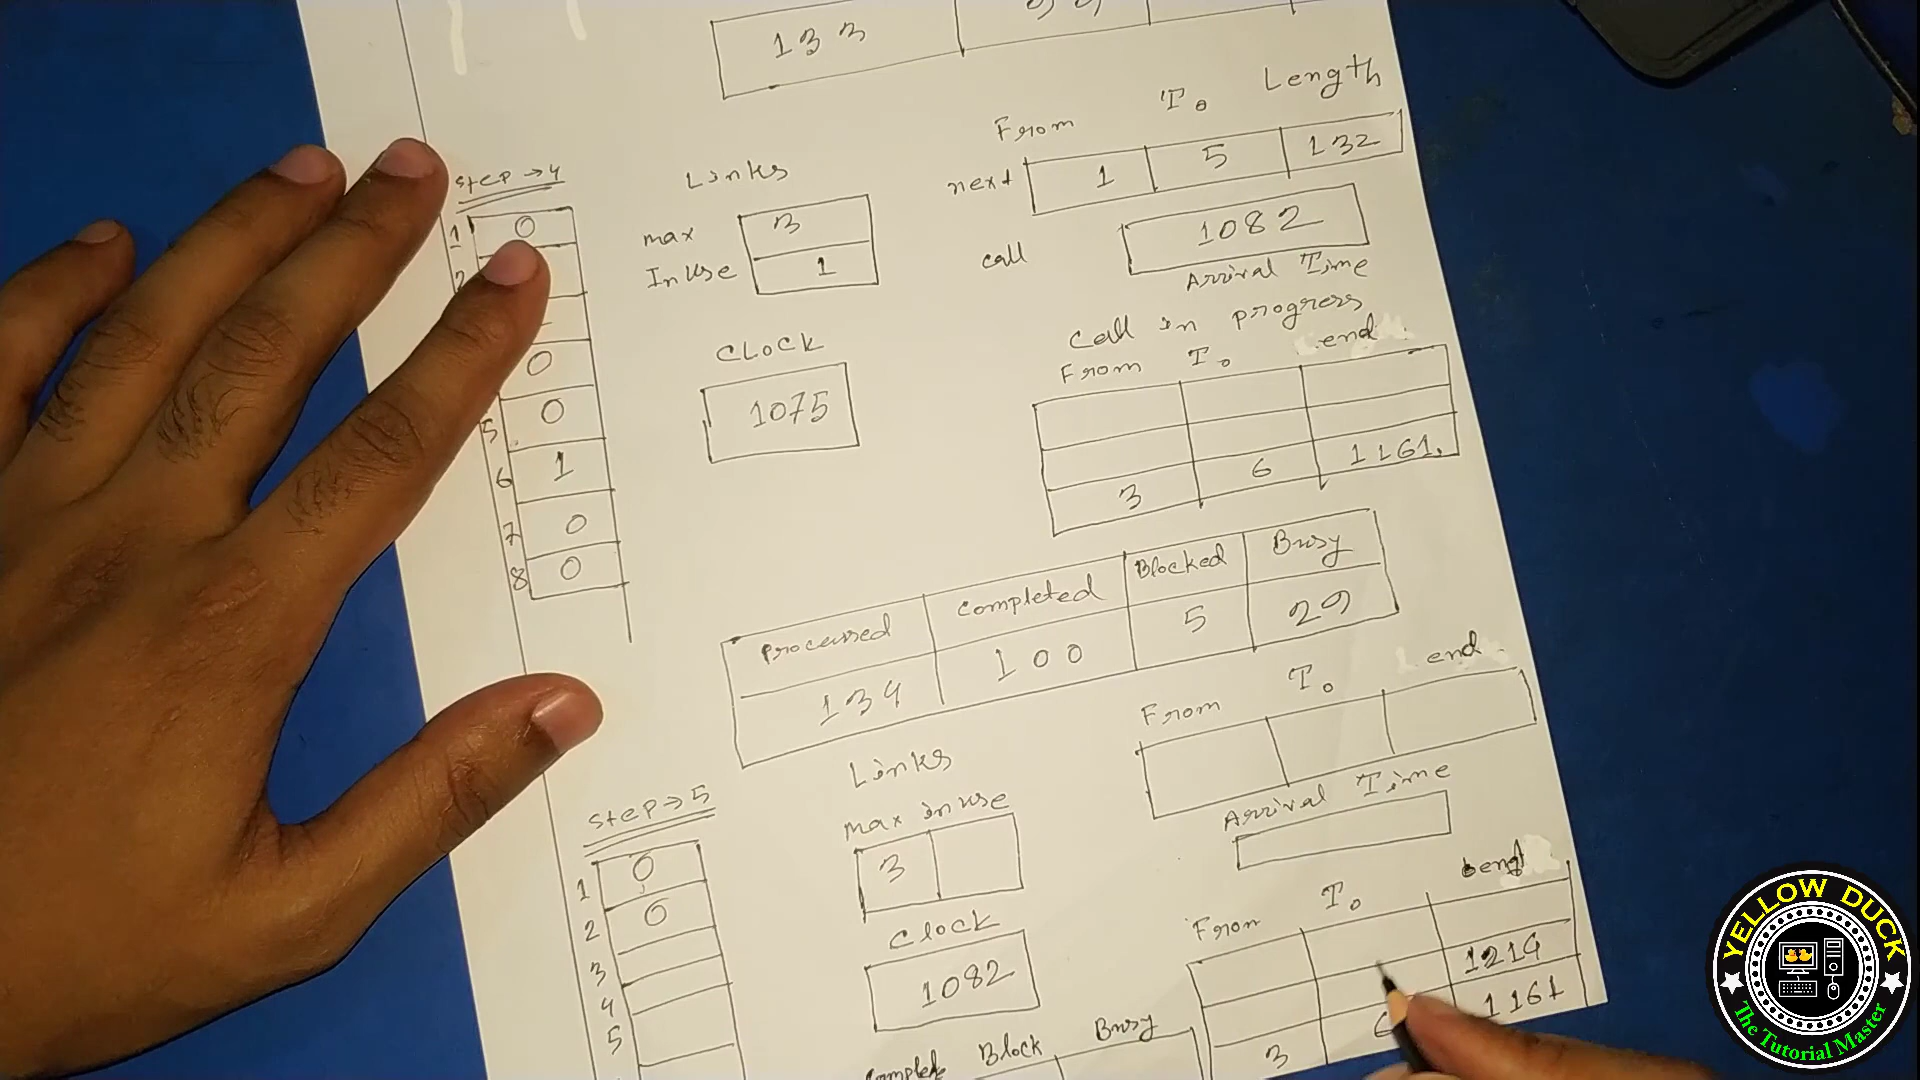 133
From To Length
next 1 5 132
call 1082
Arrival Time
Step → 4
1 0
2
0
5 0
6 1
7 0
8 0
Links
max 3
In Use 1
CLOCK
1075
Call in progress
From To end
3 6 1161
Processed Completed Blocked Busy
134 100 5 29
From To end
Arrival Time
Step → 5
1 0
2 0
3
4
5
Links
Max in use
3
Clock
1082
From To
1214
3 1161
Complete Block Busy
YELLOW DUCK
The Tutorial Master